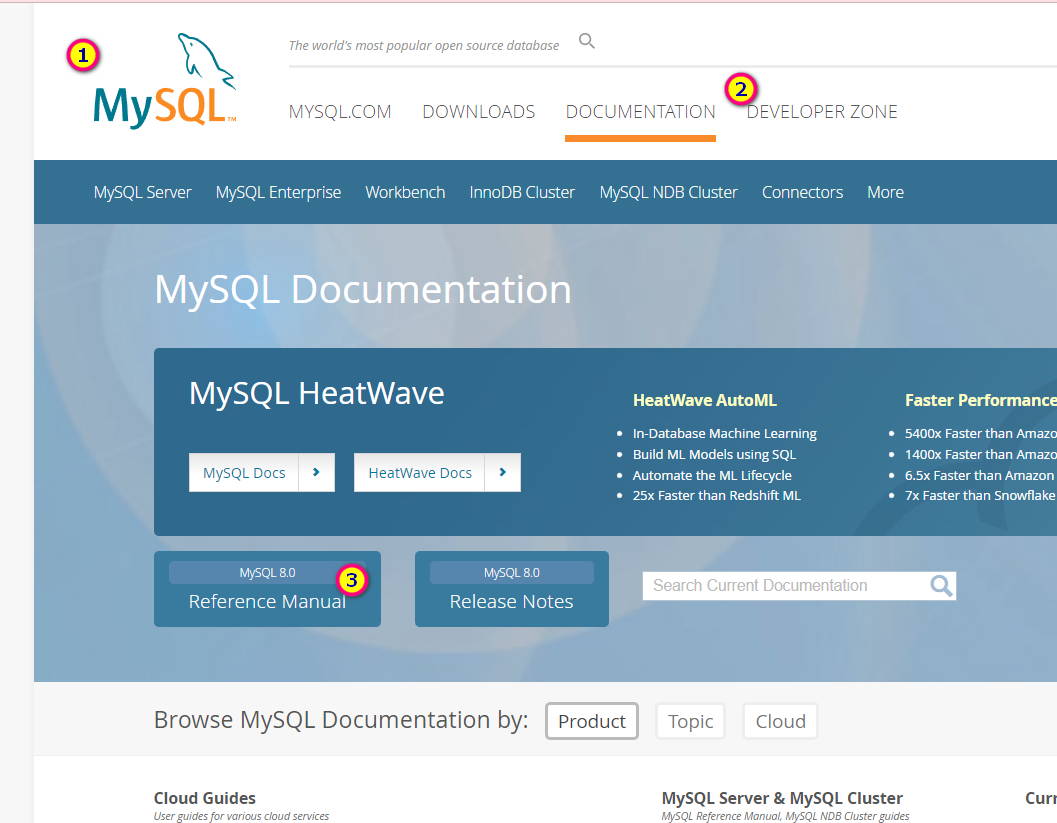 1
The world's most popular open source database
MySQL™
2
MYSQL.COM DOWNLOADS DOCUMENTATION DEVELOPER ZONE
MySQL Server MySQL Enterprise Workbench InnoDB Cluster MySQL NDB Cluster Connectors More
MySQL Documentation
MySQL HeatWave
MySQL Docs HeatWave Docs
HeatWave AutoML
In-Database Machine Learning
Build ML Models using SQL
Automate the ML Lifecycle
25x Faster than Redshift ML
Faster Performance
5400x Faster than Amazo
1400x Faster than Amazo
6.5x Faster than Amazon
7x Faster than Snowflake
MySQL 8.0
3
Reference Manual
MySQL 8.0
Release Notes
Search Current Documentation
Browse MySQL Documentation by: Product Topic Cloud
Cloud Guides
User guides for various cloud services
MySQL Server & MySQL Cluster
MySQL Reference Manual, MySQL NDB Cluster guides
Curr